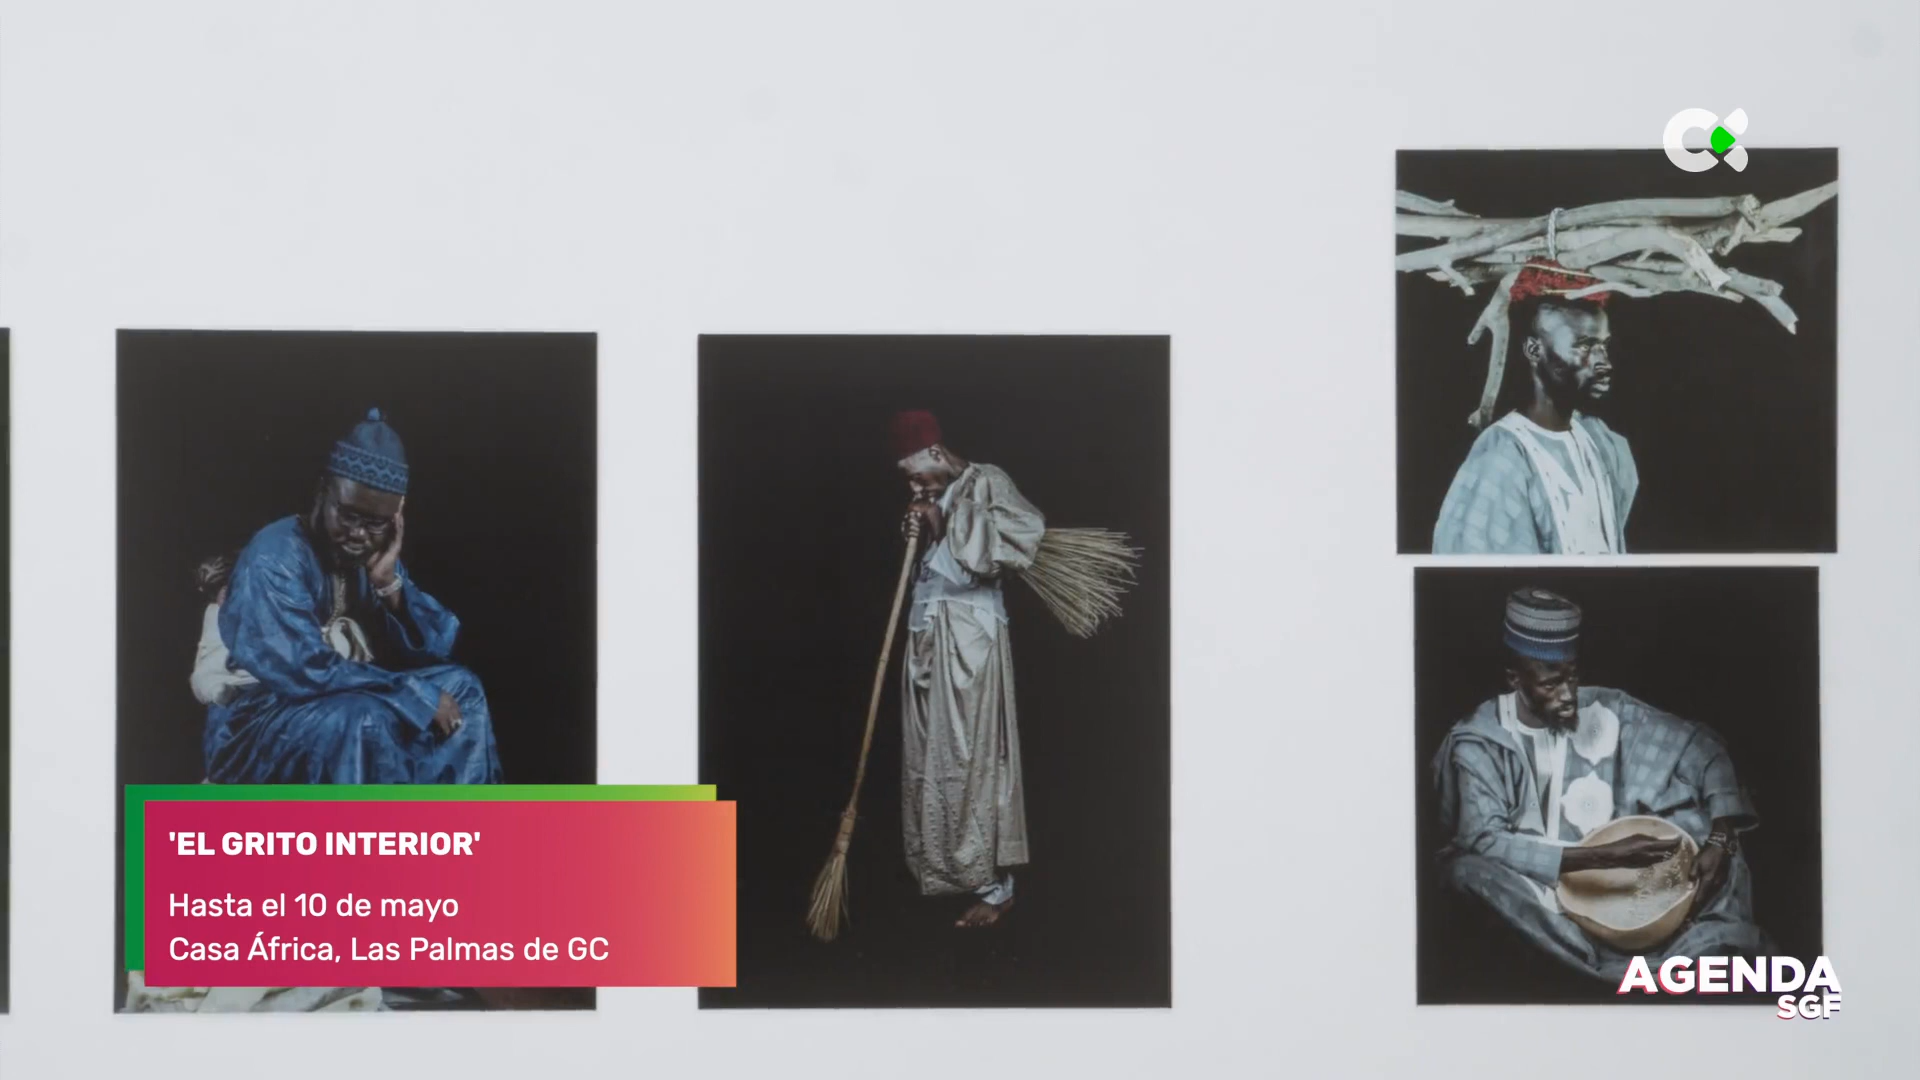 'EL GRITO INTERIOR'
Hasta el 10 de mayo
Casa África, Las Palmas de GC
AGENDA
SGF